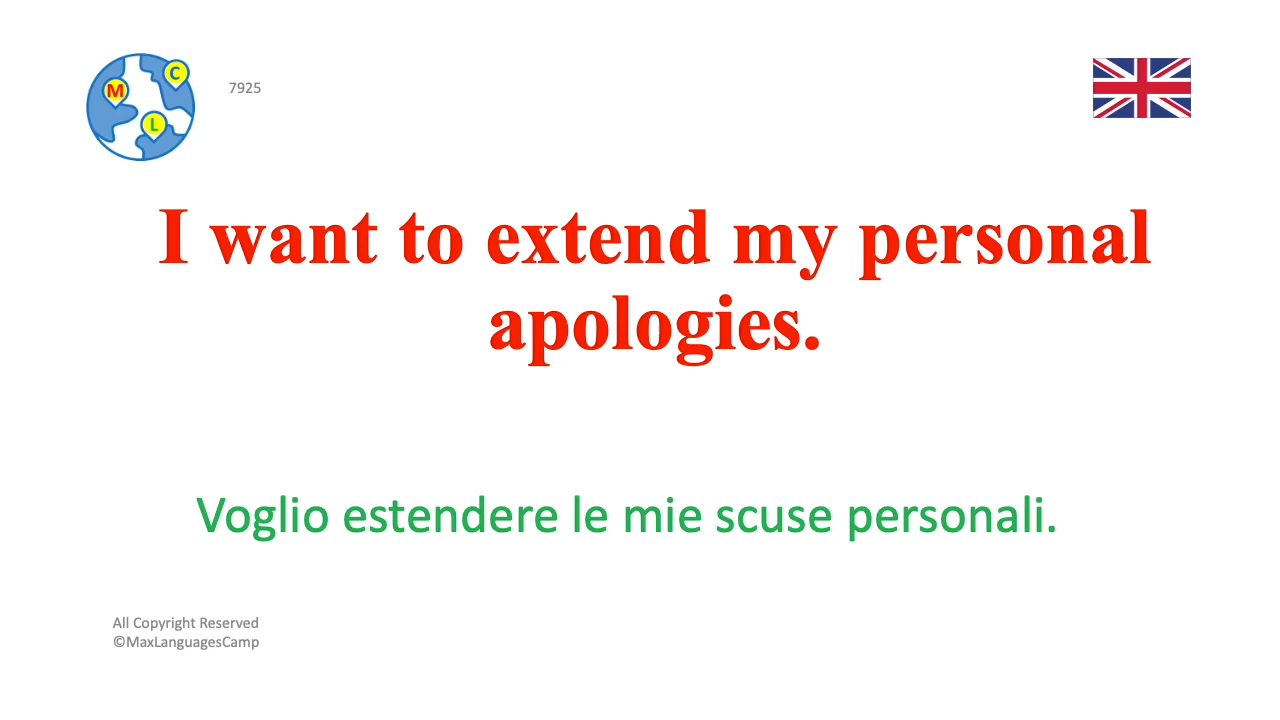 M
C
L
7925
I want to extend my personal
apologies.
Voglio estendere le mie scuse personali.
All Copyright Reserved
©MaxLanguagesCamp